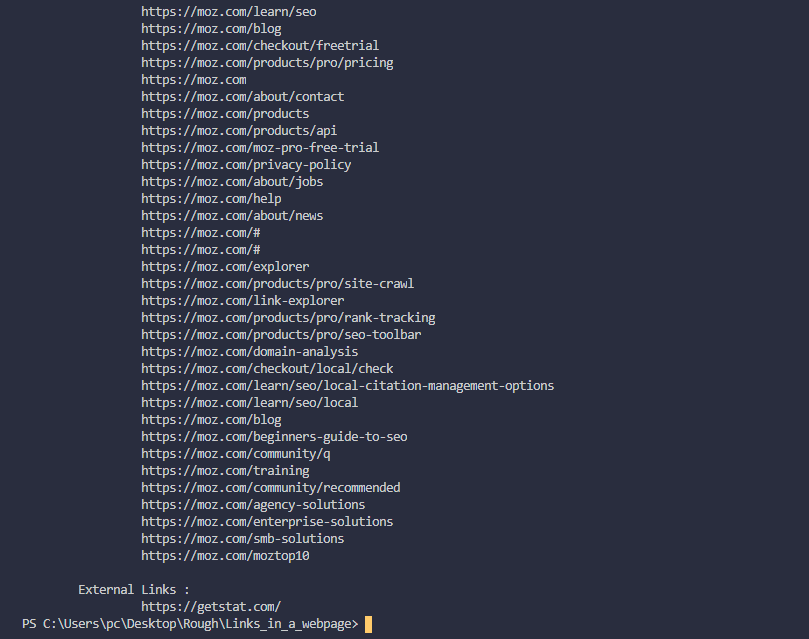 https://moz.com/learn/seo
https://moz.com/blog
https://moz.com/checkout/freetrial
https://moz.com/products/pro/pricing
https://moz.com
https://moz.com/about/contact
https://moz.com/products
https://moz.com/products/api
https://moz.com/moz-pro-free-trial
https://moz.com/privacy-policy
https://moz.com/about/jobs
https://moz.com/help
https://moz.com/about/news
https://moz.com/#
https://moz.com/#
https://moz.com/explorer
https://moz.com/products/pro/site-crawl
https://moz.com/link-explorer
https://moz.com/products/pro/rank-tracking
https://moz.com/products/pro/seo-toolbar
https://moz.com/domain-analysis
https://moz.com/checkout/local/check
https://moz.com/learn/seo/local-citation-management-options
https://moz.com/learn/seo/local
https://moz.com/blog
https://moz.com/beginners-guide-to-seo
https://moz.com/community/q
https://moz.com/training
https://moz.com/community/recommended
https://moz.com/agency-solutions
https://moz.com/enterprise-solutions
https://moz.com/smb-solutions
https://moz.com/moztop10
External Links :
https://getstat.com/
PS C:\Users\pc\Desktop\Rough\Links_in_a_webpage>